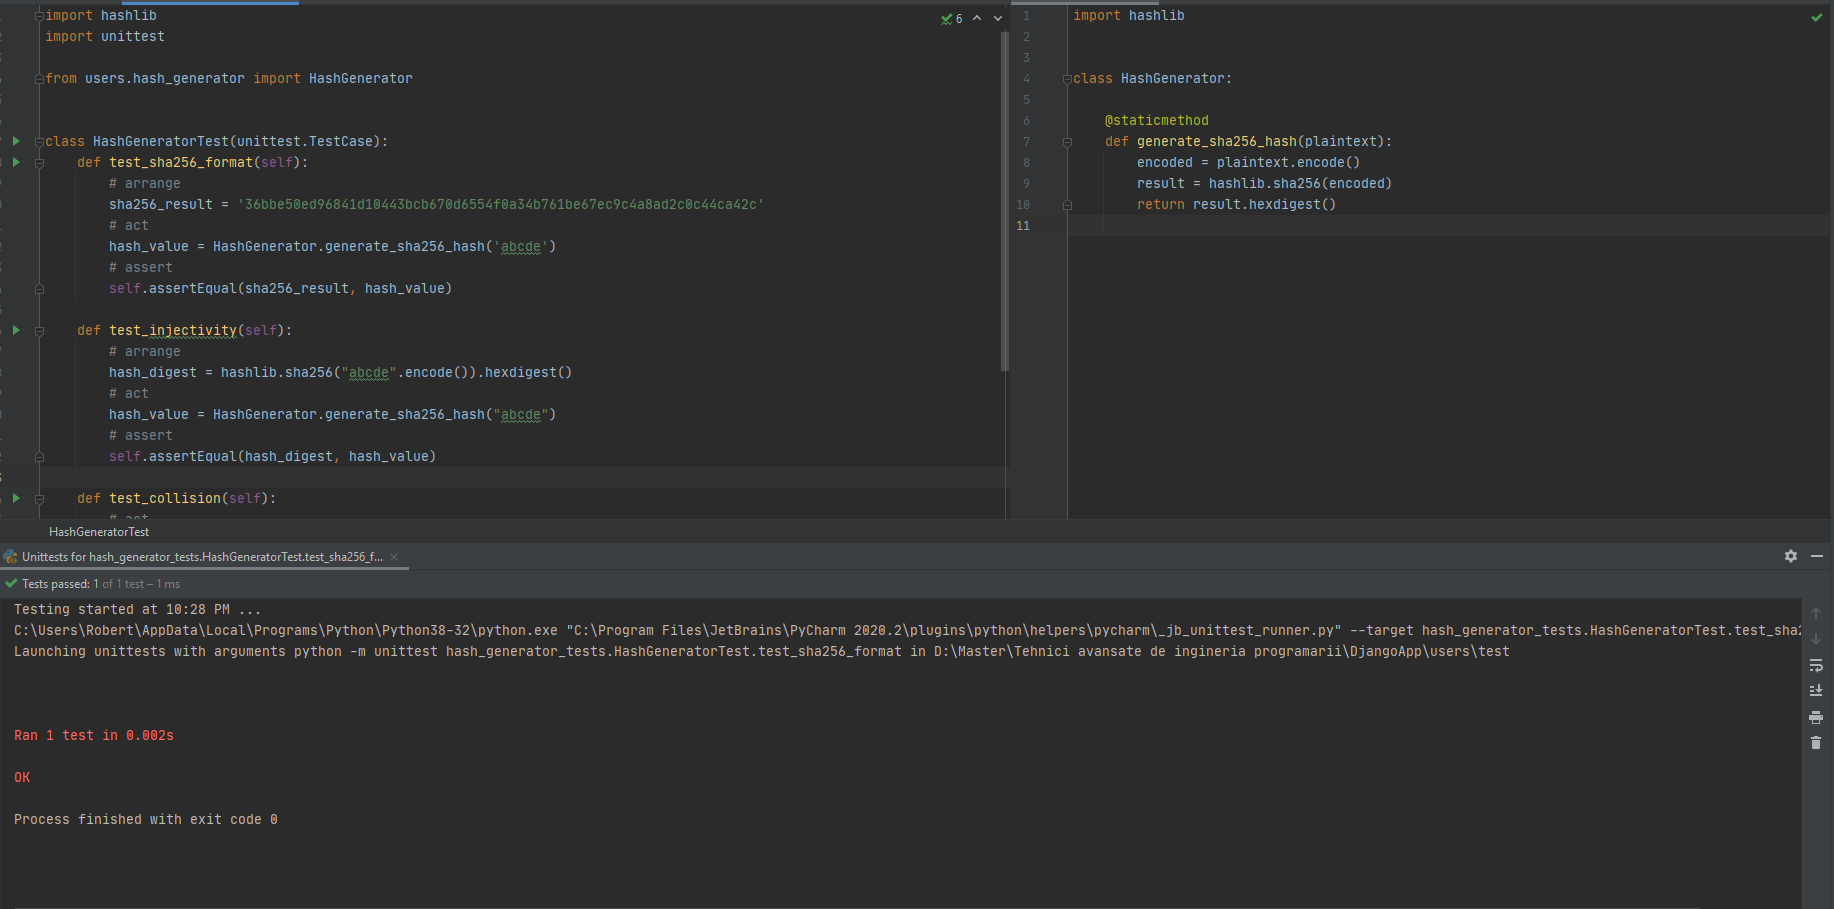 import hashlib
import unittest
from users.hash_generator import HashGenerator
class HashGeneratorTest(unittest.TestCase):
def test_sha256_format(self):
# arrange
sha256_result = '36bbe50ed96841d10443bcb670d6554f0a34b761be67ec9c4a8ad2c0c44ca42c'
# act
hash_value = HashGenerator.generate_sha256_hash('abcde')
# assert
self.assertEqual(sha256_result, hash_value)
def test_injectivity(self):
# arrange
hash_digest = hashlib.sha256("abcde".encode()).hexdigest()
# act
hash_value = HashGenerator.generate_sha256_hash("abcde")
# assert
self.assertEqual(hash_digest, hash_value)
def test_collision(self):
# act
6
1 import hashlib
2
3
4 class HashGenerator:
5
6 @staticmethod
7 def generate_sha256_hash(plaintext):
8 encoded = plaintext.encode()
9 result = hashlib.sha256(encoded)
10 return result.hexdigest()
11
HashGeneratorTest
Unittests for hash_generator_tests.HashGeneratorTest.test_sha256_f...
Tests passed: 1 of 1 test – 1 ms
Testing started at 10:28 PM ...
C:\Users\Robert\AppData\Local\Programs\Python\Python38-32\python.exe "C:\Program Files\JetBrains\PyCharm 2020.2\plugins\python\helpers\pycharm\_jb_unittest_runner.py" --target hash_generator_tests.HashGeneratorTest.test_sha2
Launching unittests with arguments python -m unittest hash_generator_tests.HashGeneratorTest.test_sha256_format in D:\Master\Tehnici avansate de ingineria programarii\DjangoApp\users\test
Ran 1 test in 0.002s
OK
Process finished with exit code 0